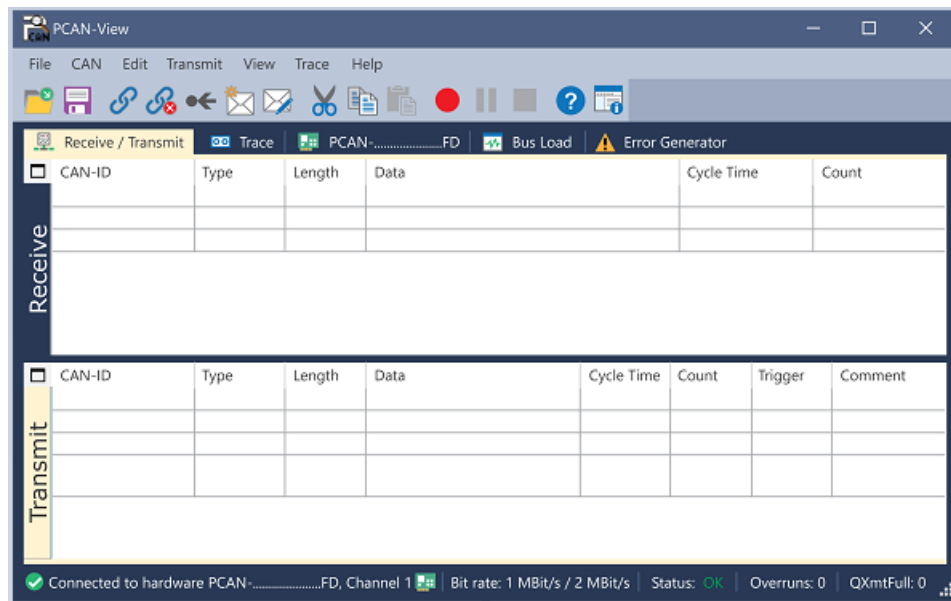 PCAN-View
File CAN Edit Transmit View Trace Help
Receive / Transmit Trace PCAN-.....................FD Bus Load Error Generator
CAN-ID Type Length Data Cycle Time Count
Receive
CAN-ID Type Length Data Cycle Time Count Trigger Comment
Transmit
Connected to hardware PCAN-.....................FD, Channel 1 Bit rate: 1 MBit/s / 2 MBit/s Status: OK Overruns: 0 QXmtFull: 0